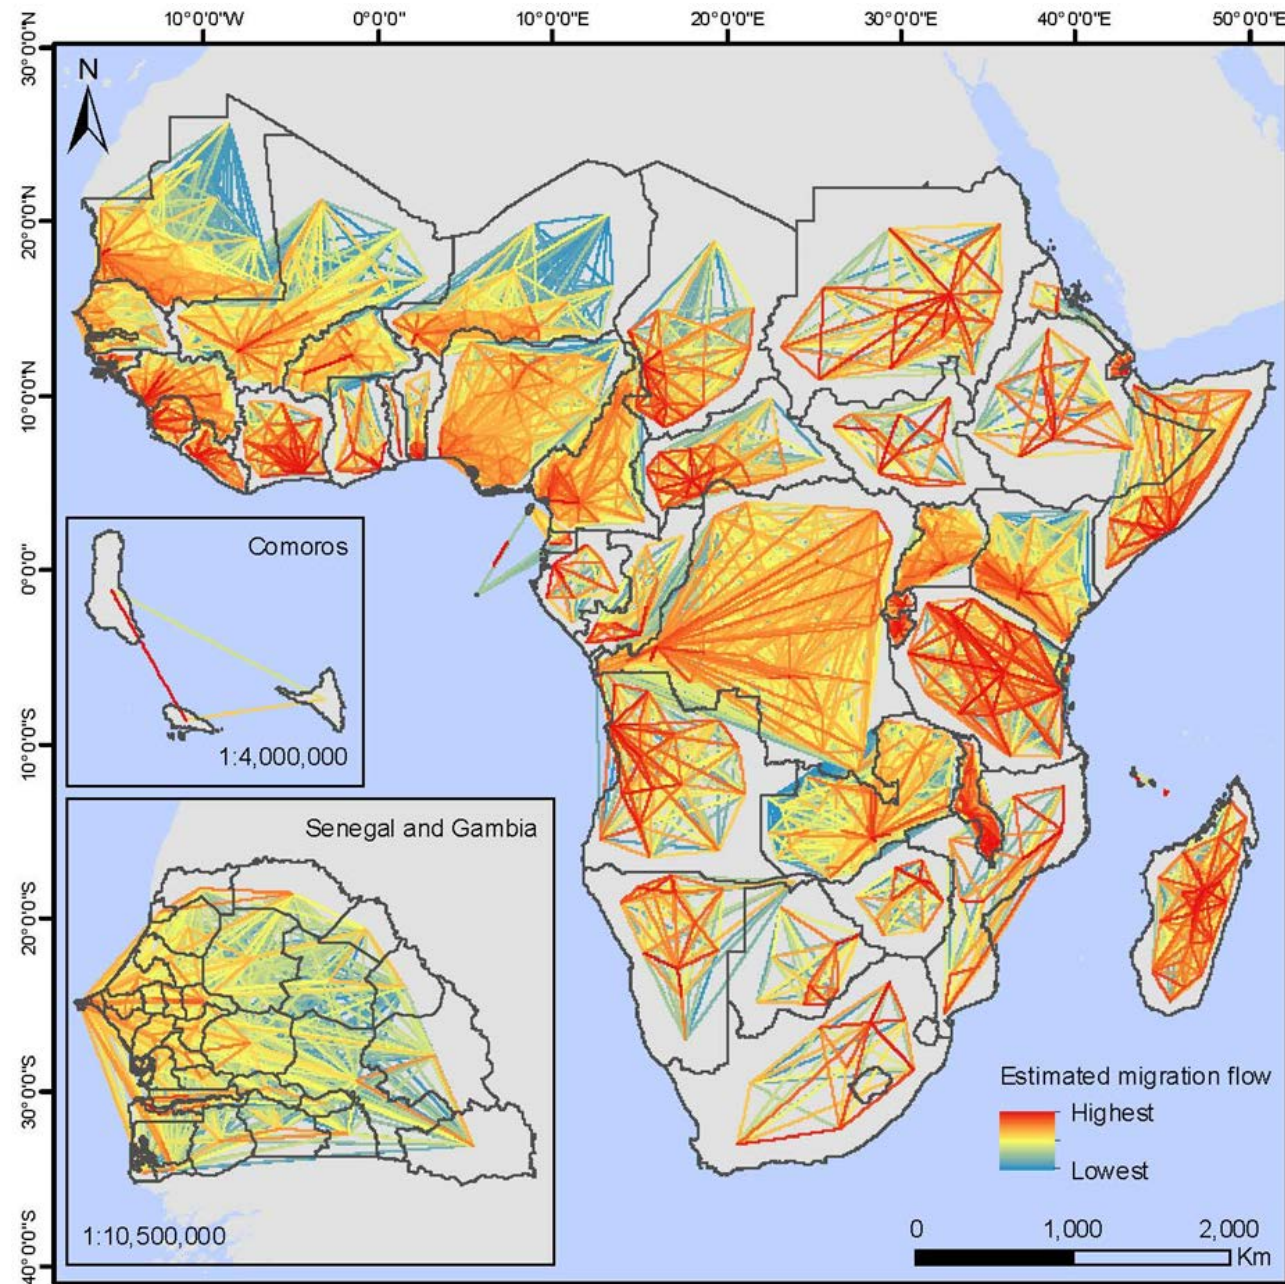 10°0'0"W 0°0'0" 10°0'0"E 20°0'0"E 30°0'0"E 40°0'0"E 50°0'0"E
30°0'0"N
20°0'0"N
10°0'0"N
0°0'0"
10°0'0"S
20°0'0"S
30°0'0"S
40°0'0"S
N
Comoros
1:4,000,000
Senegal and Gambia
1:10,500,000
Estimated migration flow
Highest
Lowest
0 1,000 2,000
Km